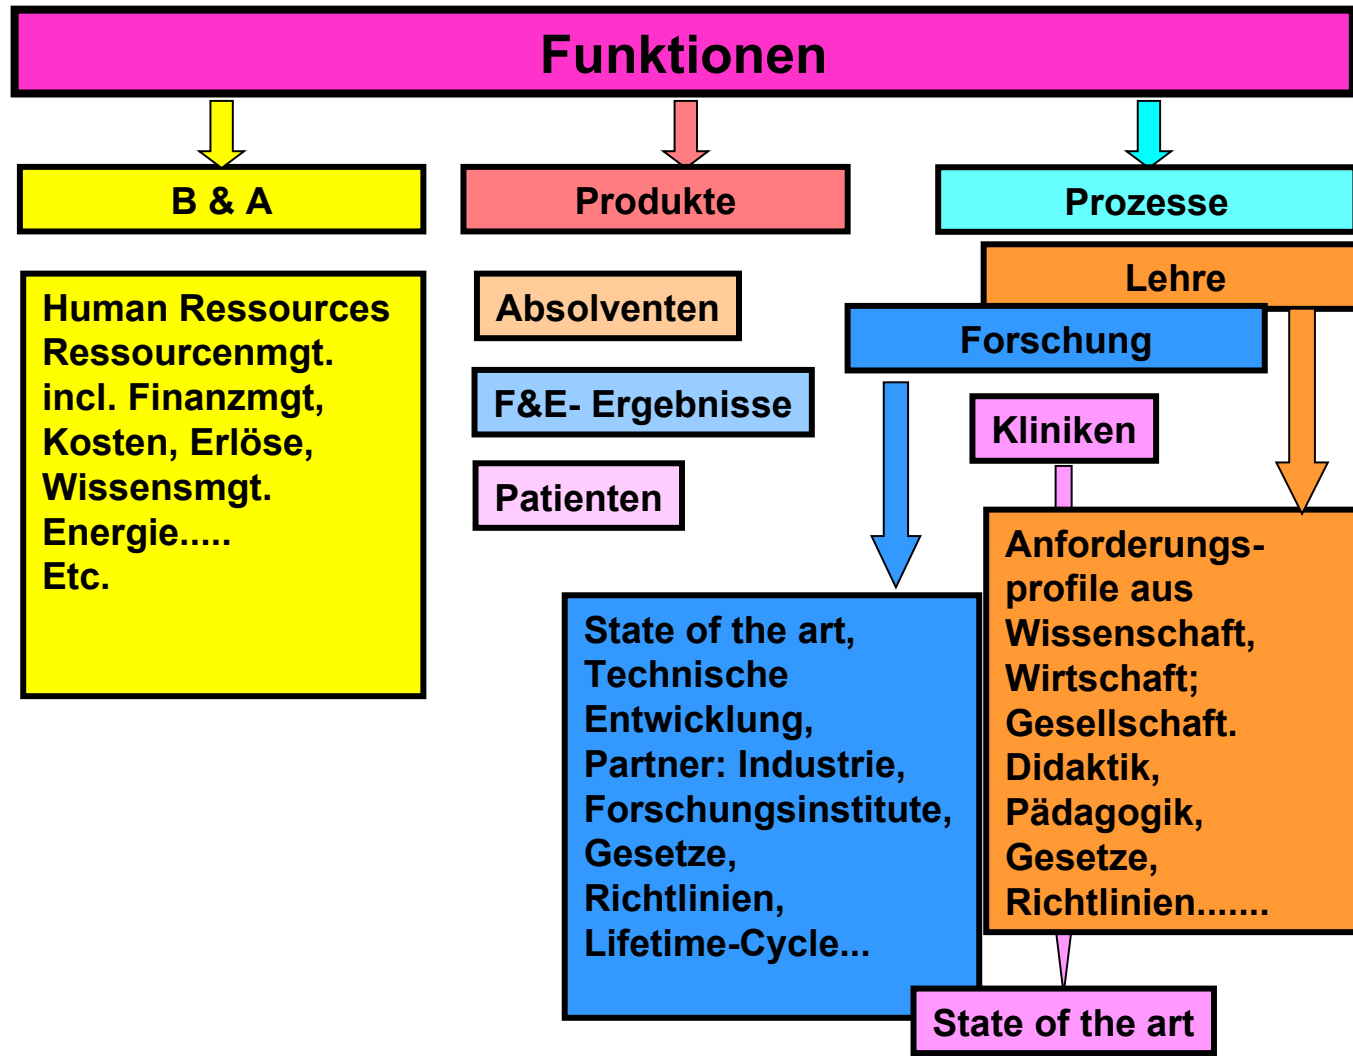 Funktionen
B & A
Produkte
Prozesse
Human Ressources
Ressourcenmgt.
incl. Finanzmgt,
Kosten, Erlöse,
Wissensmgt.
Energie.....
Etc.
Absolventen
F&E- Ergebnisse
Patienten
Lehre
Forschung
Kliniken
State of the art,
Technische
Entwicklung,
Partner: Industrie,
Forschungsinstitute,
Gesetze,
Richtlinien,
Lifetime-Cycle...
Anforderungs-
profile aus
Wissenschaft,
Wirtschaft;
Gesellschaft.
Didaktik,
Pädagogik,
Gesetze,
Richtlinien.......
State of the art